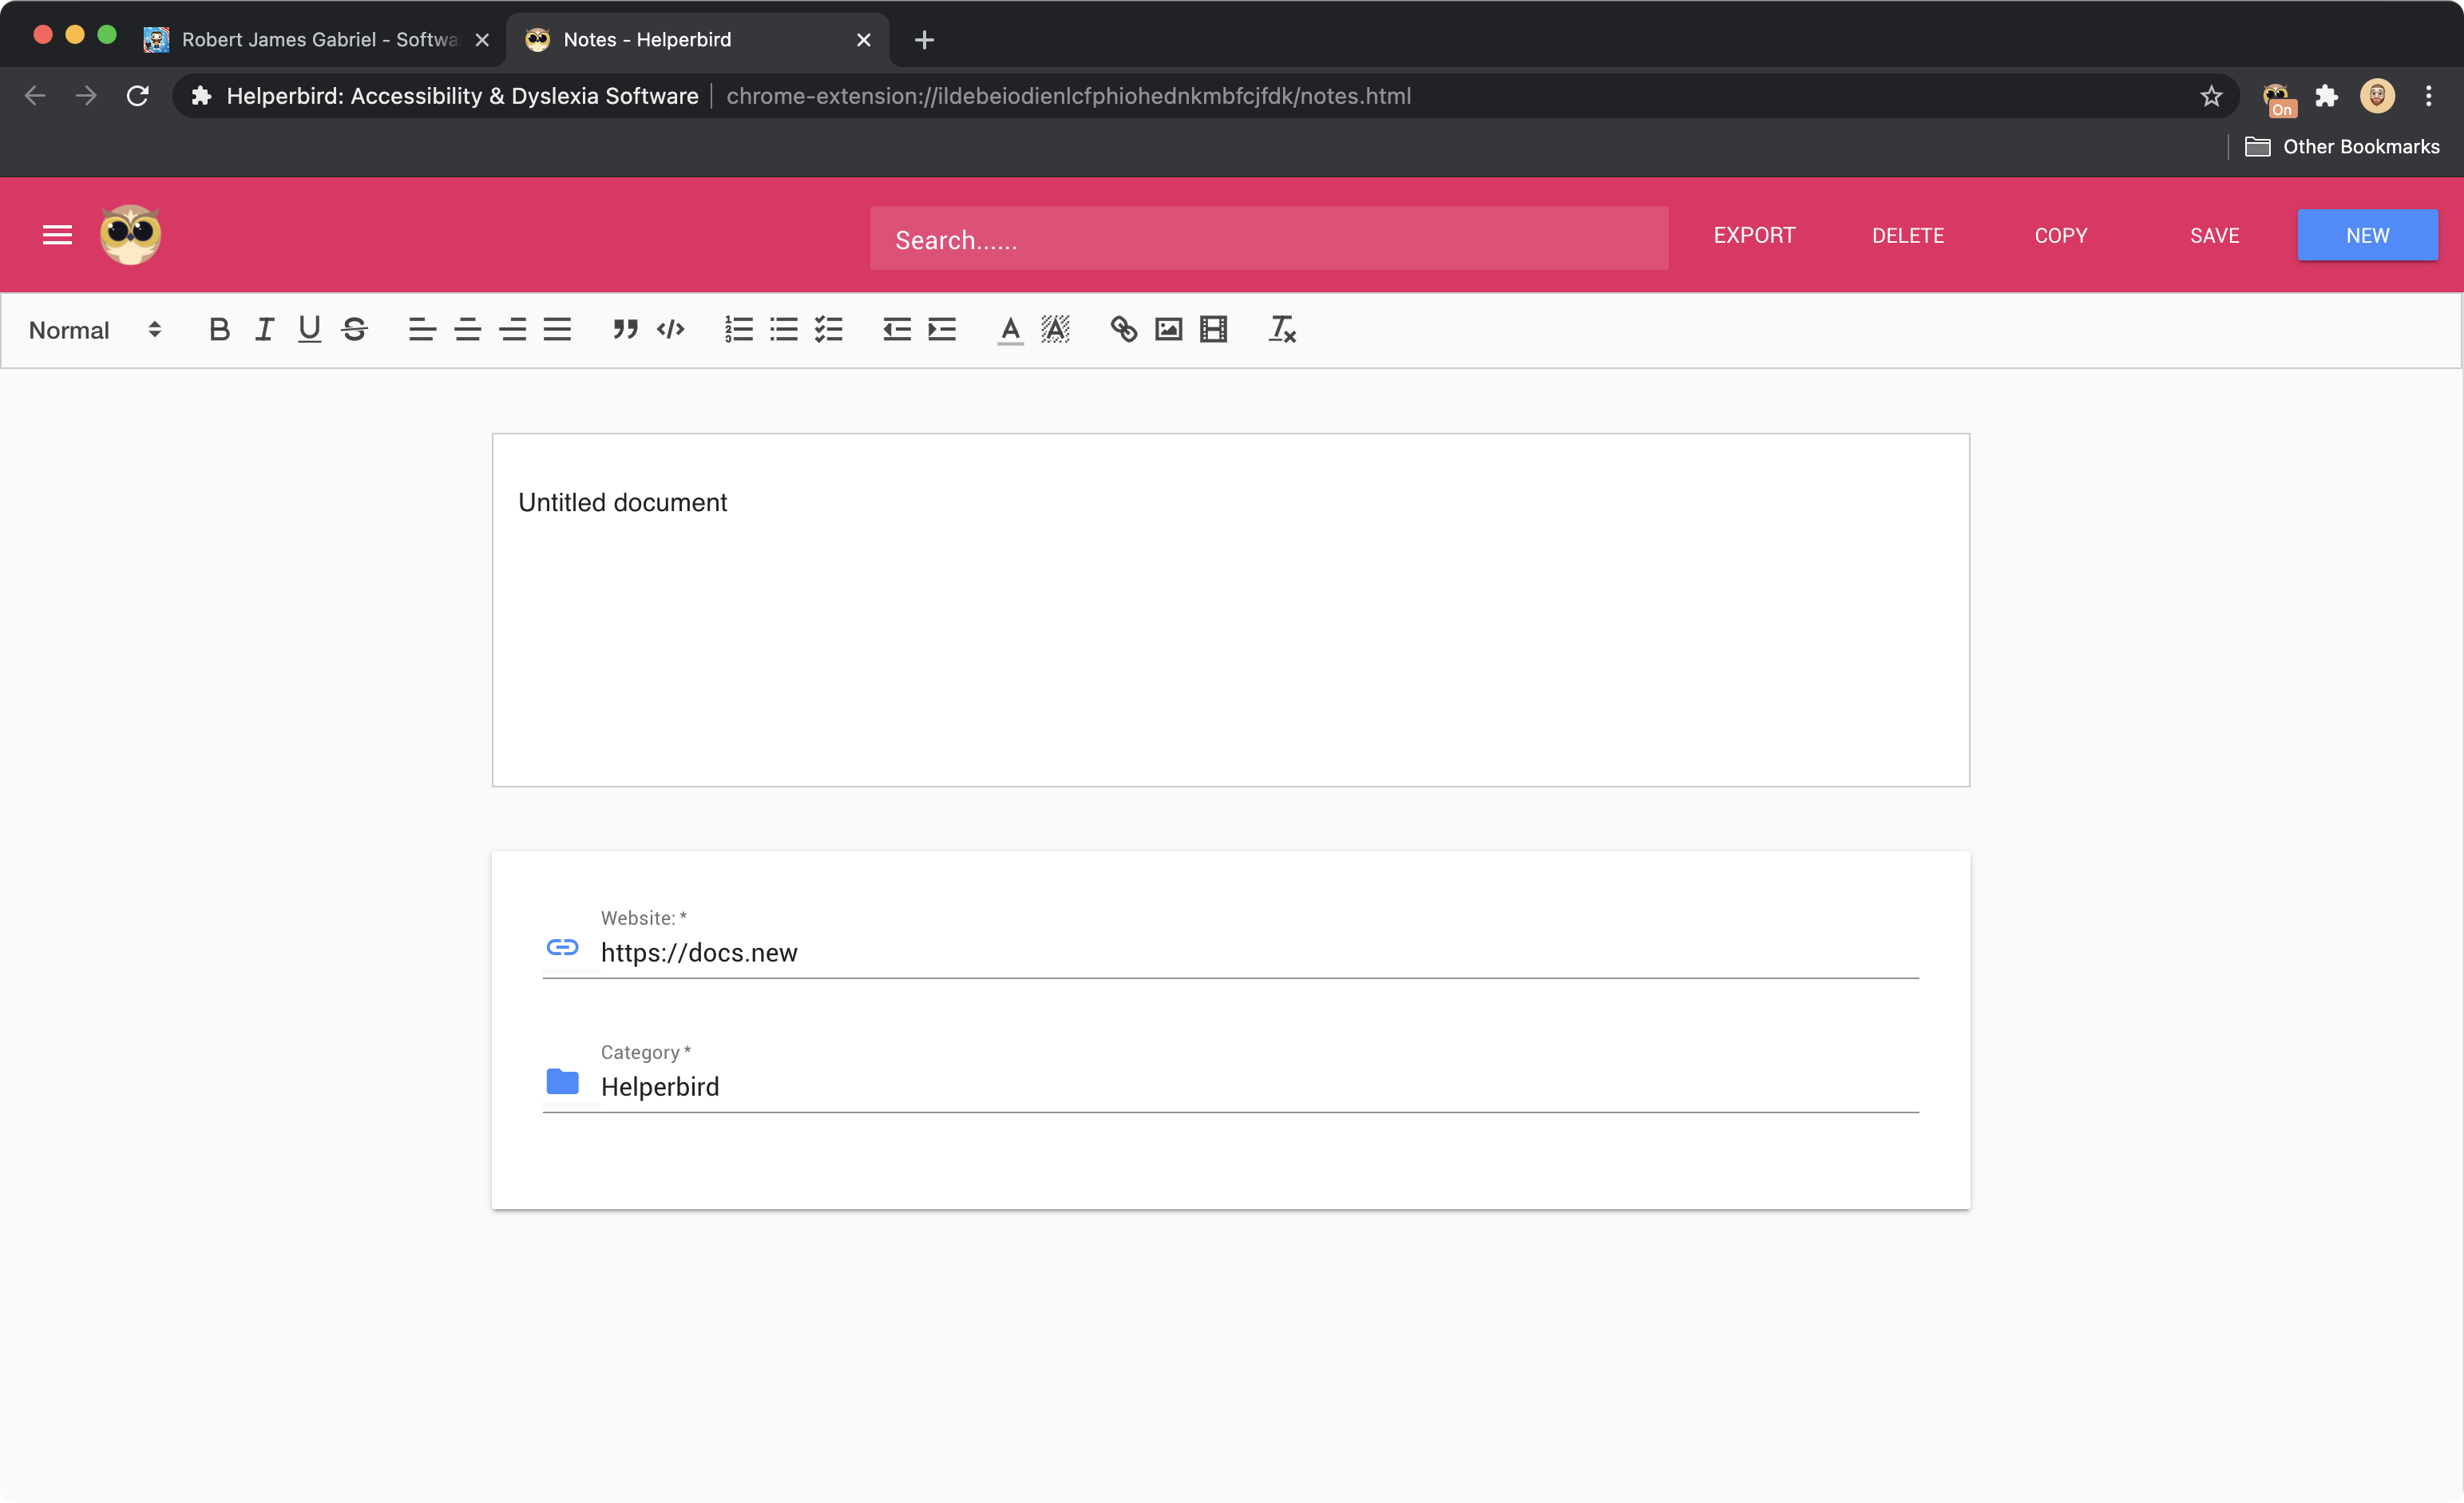 Robert James Gabriel - Softwa
Notes - Helperbird
Helperbird: Accessibility & Dyslexia Software
chrome-extension://ildebeiodienlcfphiohednkmbfcjfdk/notes.html
On
Other Bookmarks
Search......
EXPORT
DELETE
COPY
SAVE
NEW
Normal
Untitled document
Website: *
https://docs.new
Category *
Helperbird